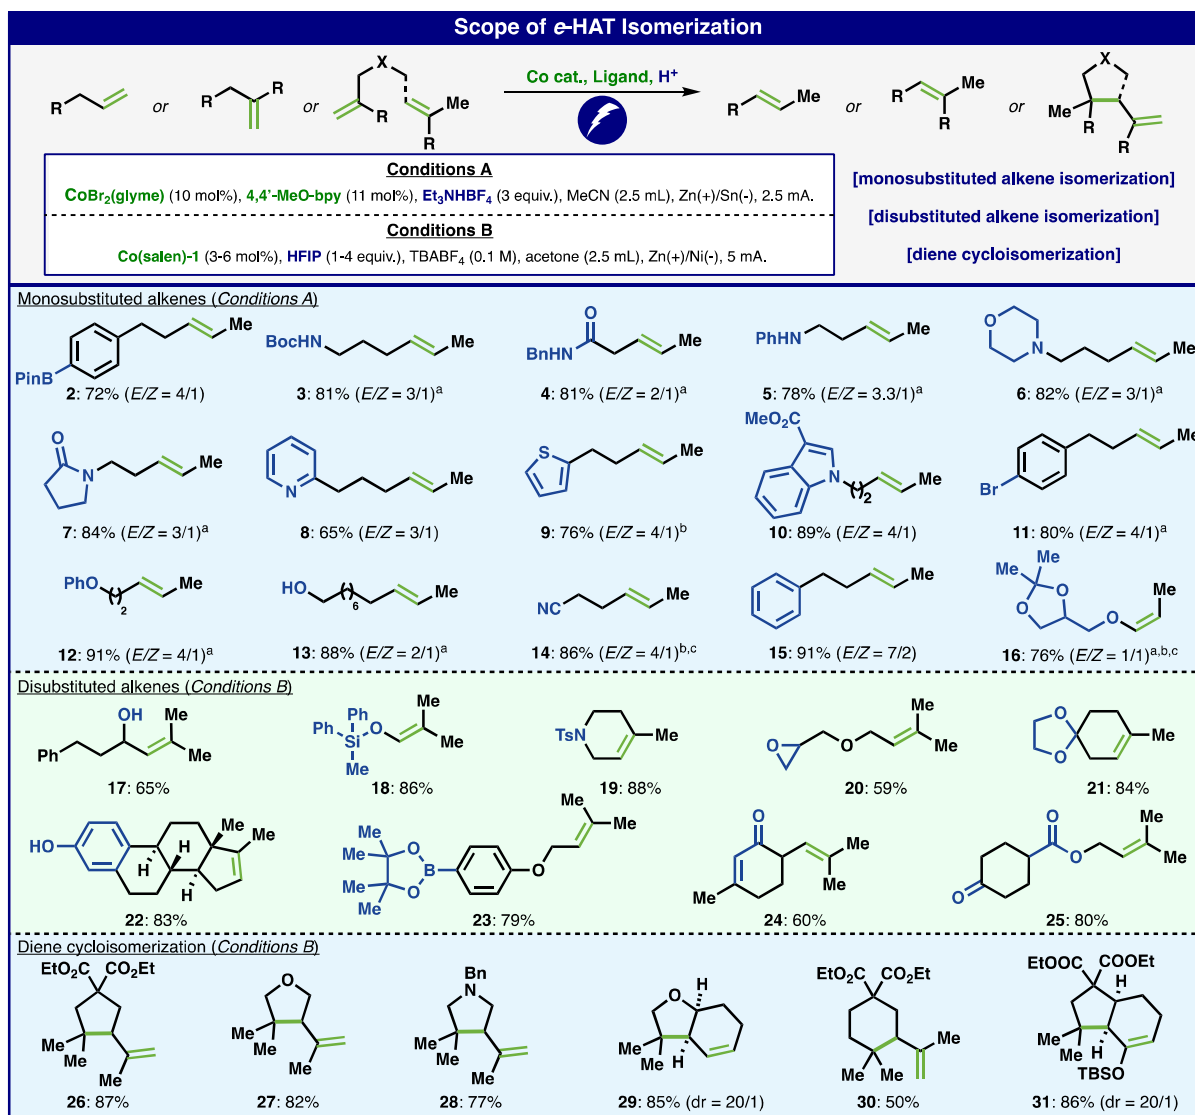 Scope of e-HAT Isomerization
R or R R or X R Me R Co cat., Ligand, H⁺ R Me or R Me R or X Me R R
Conditions A
CoBr₂(glyme) (10 mol%), 4,4'-MeO-bpy (11 mol%), Et₃NHBF₄ (3 equiv.), MeCN (2.5 mL), Zn(+)/Sn(-), 2.5 mA.
Conditions B
Co(salen)-1 (3-6 mol%), HFIP (1-4 equiv.), TBABF₄ (0.1 M), acetone (2.5 mL), Zn(+)/Ni(-), 5 mA.
[monosubstituted alkene isomerization]
[disubstituted alkene isomerization]
[diene cycloisomerization]
Monosubstituted alkenes (Conditions A)
PinB Me
2: 72% (E/Z = 4/1)
BocHN Me
3: 81% (E/Z = 3/1)ᵃ
O BnHN Me
4: 81% (E/Z = 2/1)ᵃ
PhHN Me
5: 78% (E/Z = 3.3/1)ᵃ
O N Me
6: 82% (E/Z = 3/1)ᵃ
O N Me
7: 84% (E/Z = 3/1)ᵃ
N Me
8: 65% (E/Z = 3/1)
S Me
9: 76% (E/Z = 4/1)ᵇ
MeO₂C N ( )₂ Me
10: 89% (E/Z = 4/1)
Br Me
11: 80% (E/Z = 4/1)ᵃ
PhO ( )₂ Me
12: 91% (E/Z = 4/1)ᵃ
HO ( )₆ Me
13: 88% (E/Z = 2/1)ᵃ
NC Me
14: 86% (E/Z = 4/1)ᵇ,ᶜ
Me
15: 91% (E/Z = 7/2)
Me Me O O O Me
16: 76% (E/Z = 1/1)ᵃ,ᵇ,ᶜ
Disubstituted alkenes (Conditions B)
OH Me Ph Me
17: 65%
Ph Ph Si O Me Me Me
18: 86%
TsN Me
19: 88%
O O Me Me
20: 59%
O O Me
21: 84%
HO H H H Me Me
22: 83%
Me Me Me Me O O B O Me Me
23: 79%
O Me Me Me
24: 60%
O O O Me Me
25: 80%
Diene cycloisomerization (Conditions B)
EtO₂C CO₂Et Me Me Me
26: 87%
O Me Me Me
27: 82%
Bn N Me Me Me
28: 77%
O H Me Me H
29: 85% (dr = 20/1)
EtO₂C CO₂Et Me Me Me
30: 50%
EtOOC COOEt H Me Me H TBSO
31: 86% (dr = 20/1)